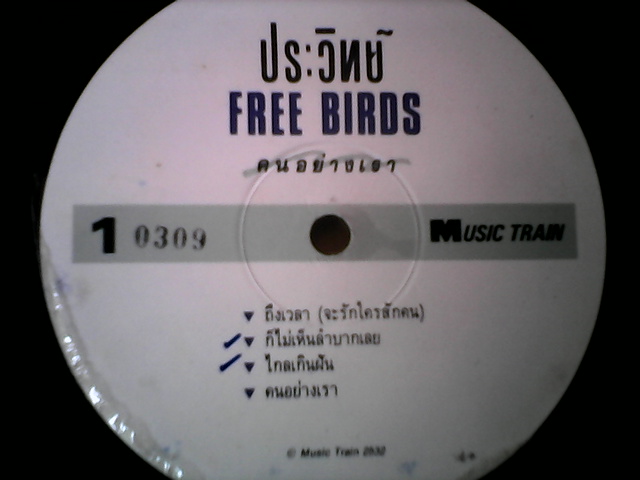 ประวิทย์
FREE BIRDS
คนอย่างเรา
1 0309 MUSIC TRAIN
ถึงเวลา (จะรักใครสักคน)
ก็ไม่เห็นลำบากเลย
ไกลเกินฝัน
คนอย่างเรา
© Music Train 2532